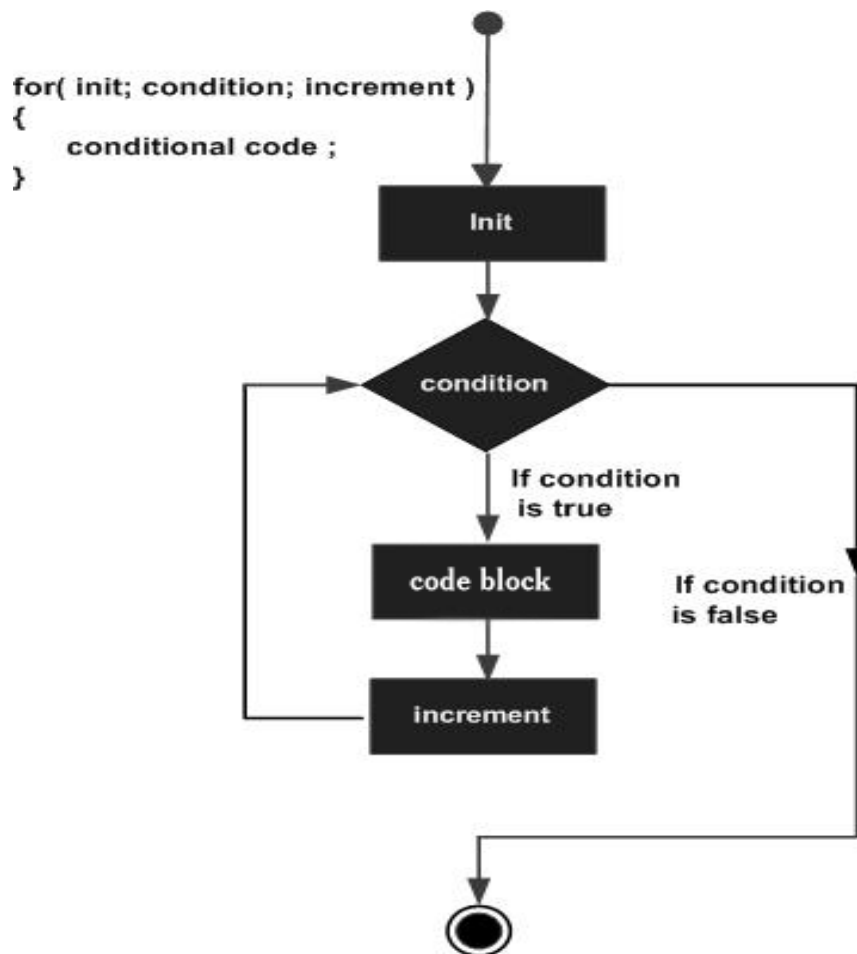 for( init; condition; increment )
{
conditional code ;
}
Init
condition
If condition
is true
code block
If condition
is false
increment